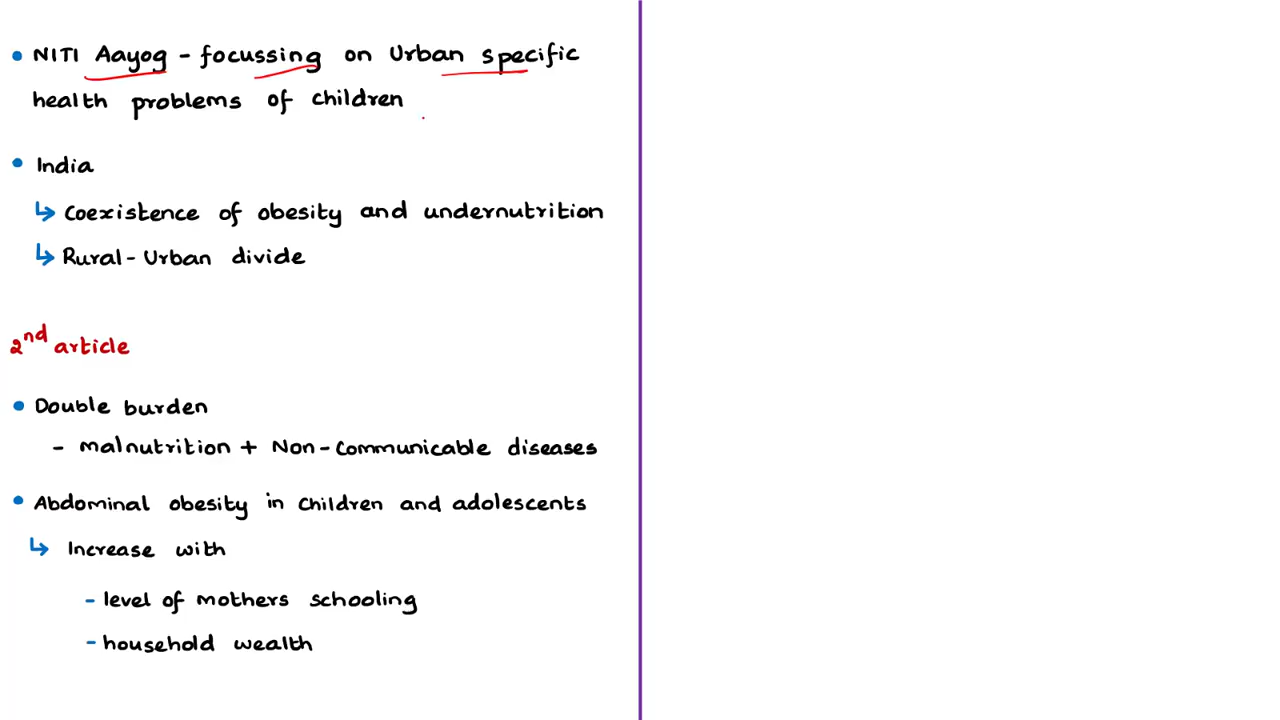 • NITI Aayog - focussing on Urban specific
health problems of children
• India
↳ Coexistence of obesity and undernutrition
↳ Rural-Urban divide
2nd article
• Double burden
- malnutrition + Non-Communicable diseases
• Abdominal obesity in children and adolescents
↳ Increase with
- level of mothers schooling
- household wealth